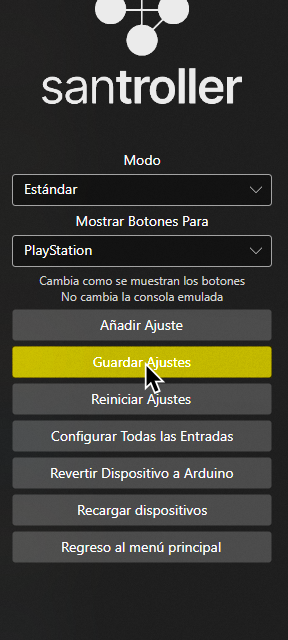 santroller
Modo
Estándar
Mostrar Botones Para
PlayStation
Cambia como se muestran los botones
No cambia la consola emulada
Añadir Ajuste
Guardar Ajustes
Reiniciar Ajustes
Configurar Todas las Entradas
Revertir Dispositivo a Arduino
Recargar dispositivos
Regreso al menú principal